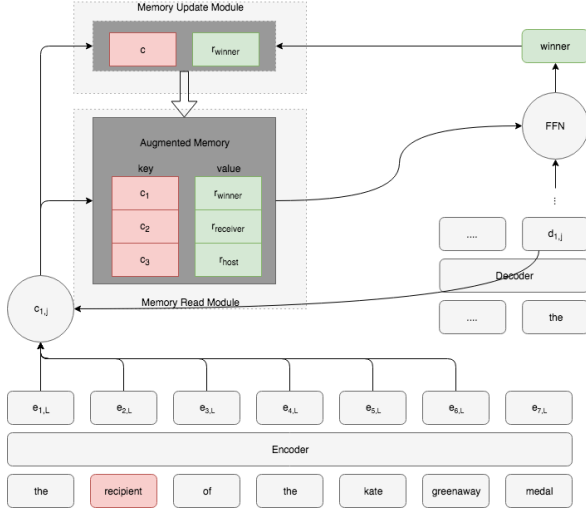 Memory Update Module
c
r_winner
winner
Augmented Memory
key
value
c_1
r_winner
c_2
r_receiver
c_3
r_host
Memory Read Module
FFN
...
....
d_1,j
Decoder
....
the
c_1,j
e_1,L
e_2,L
e_3,L
e_4,L
e_5,L
e_6,L
e_7,L
Encoder
the
recipient
of
the
kate
greenaway
medal